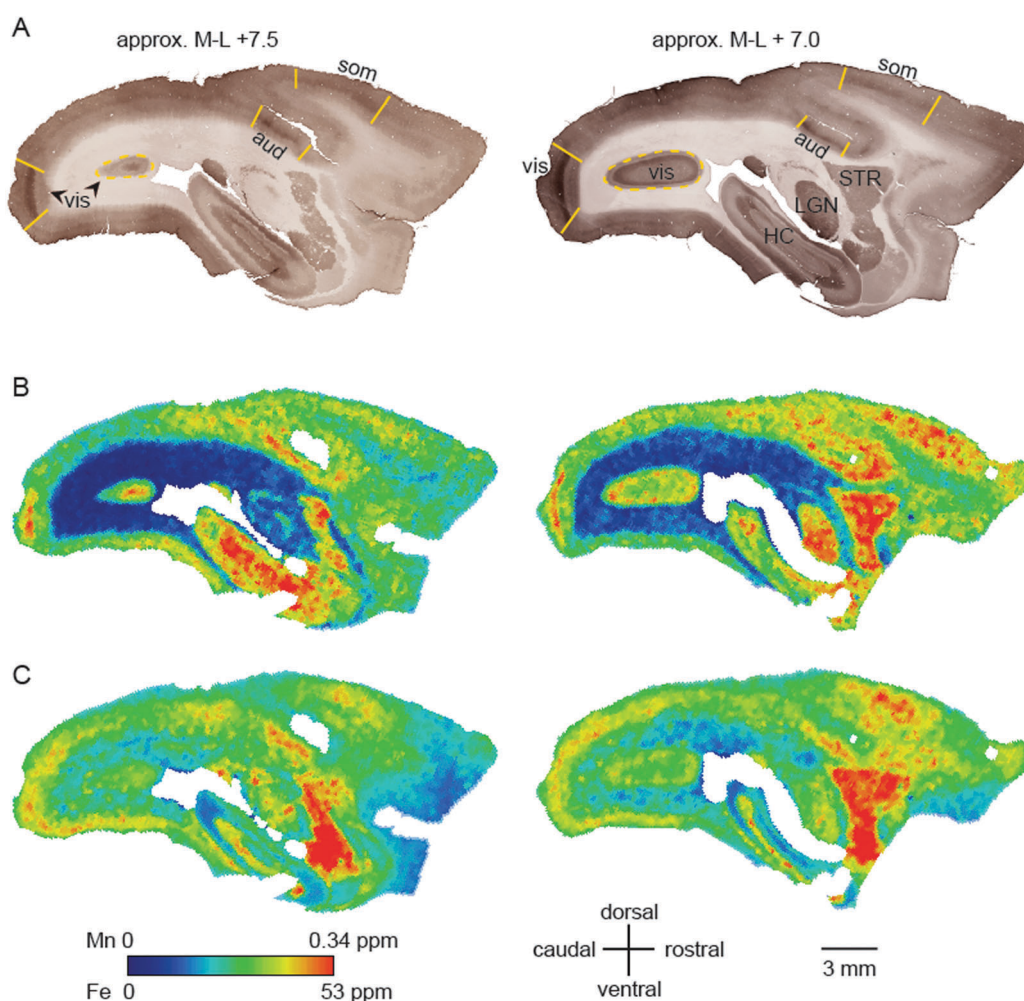 A
approx. M-L +7.5
approx. M-L + 7.0
som
som
aud
aud
vis
vis
vis
STR
LGN
HC
B
C
Mn 0 0.34 ppm
Fe 0 53 ppm
dorsal
caudal rostral
ventral
3 mm